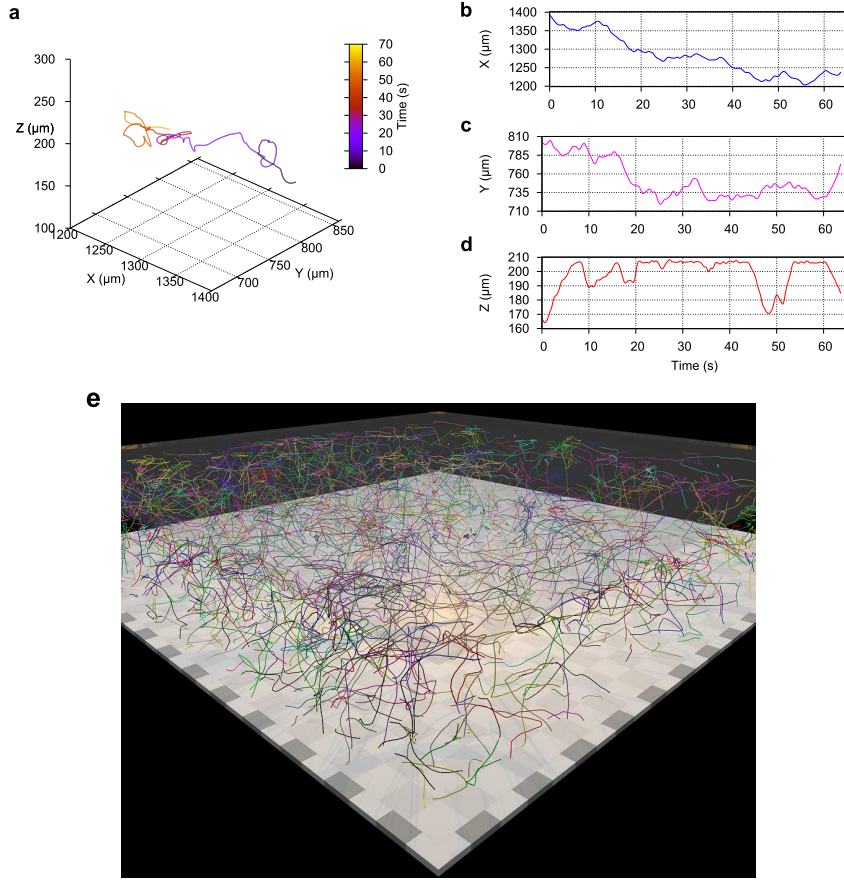 a
300
250
Z (µm)
200
150
100
1200
1250
1300
1350
1400
X (µm)
700
750
800
850
Y (µm)
70
60
50
40
30
20
10
0
Time (s)
b
1400
1350
1300
1250
1200
X (µm)
0 10 20 30 40 50 60
c
810
785
760
735
710
Y (µm)
0 10 20 30 40 50 60
d
210
200
190
180
170
160
Z (µm)
0 10 20 30 40 50 60
Time (s)
e